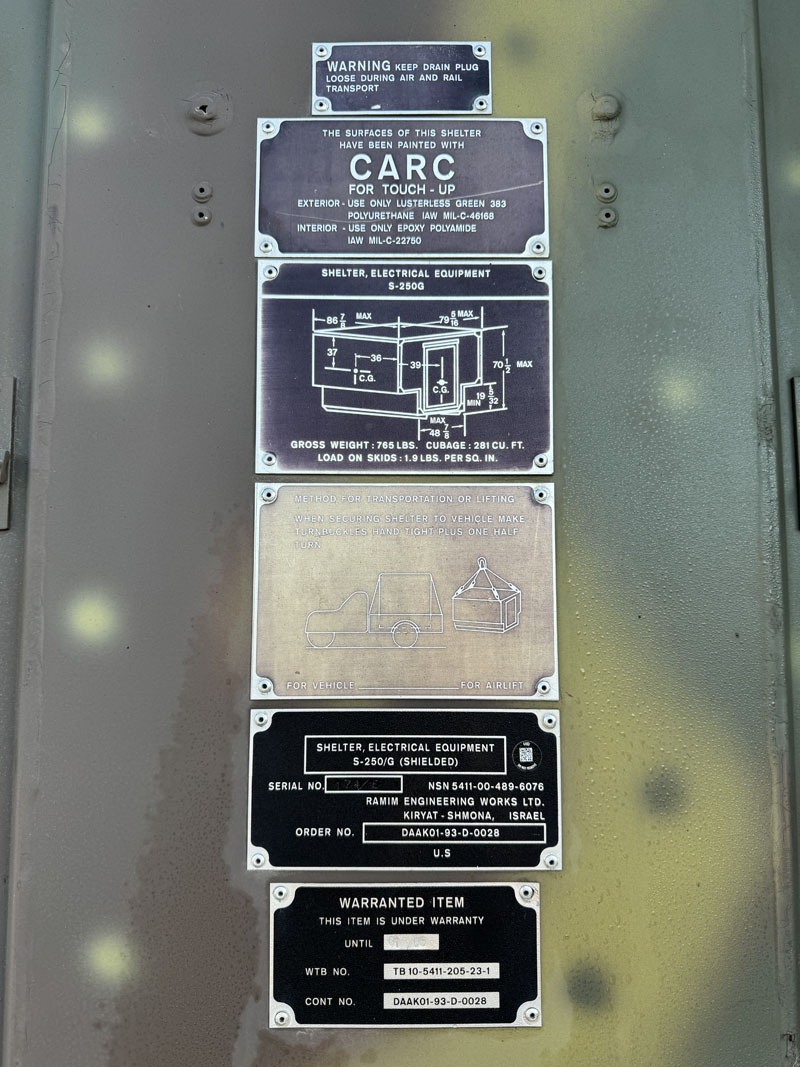 WARNING KEEP DRAIN PLUG
LOOSE DURING AIR AND RAIL
TRANSPORT
THE SURFACES OF THIS SHELTER
HAVE BEEN PAINTED WITH
CARC
FOR TOUCH - UP
EXTERIOR - USE ONLY LUSTERLESS GREEN 383
POLYURETHANE IAW MIL-C-46168
INTERIOR - USE ONLY EPOXY POLYAMIDE
IAW MIL-C-22750
SHELTER, ELECTRICAL EQUIPMENT
S-250G
86 7/8 MAX
79 5/16 MAX
37
36
C.G.
39
C.G.
70 1/2 MAX
19 5/32 MIN
MAX
48 7/8
GROSS WEIGHT : 765 LBS. CUBAGE : 281 CU. FT.
LOAD ON SKIDS : 1.9 LBS. PER SQ. IN.
METHOD FOR TRANSPORTATION OR LIFTING
WHEN SECURING SHELTER TO VEHICLE MAKE
TURNBUCKLES HAND TIGHT PLUS ONE HALF
TURN
FOR VEHICLE FOR AIRLIFT
SHELTER, ELECTRICAL EQUIPMENT
S-250/G (SHIELDED)
SERIAL NO. NSN 5411-00-489-6076
RAMIM ENGINEERING WORKS LTD.
KIRYAT - SHMONA, ISRAEL
ORDER NO. DAAK01-93-D-0028
U.S
WARRANTED ITEM
THIS ITEM IS UNDER WARRANTY
UNTIL
WTB NO. TB 10-5411-205-23-1
CONT NO. DAAK01-93-D-0028